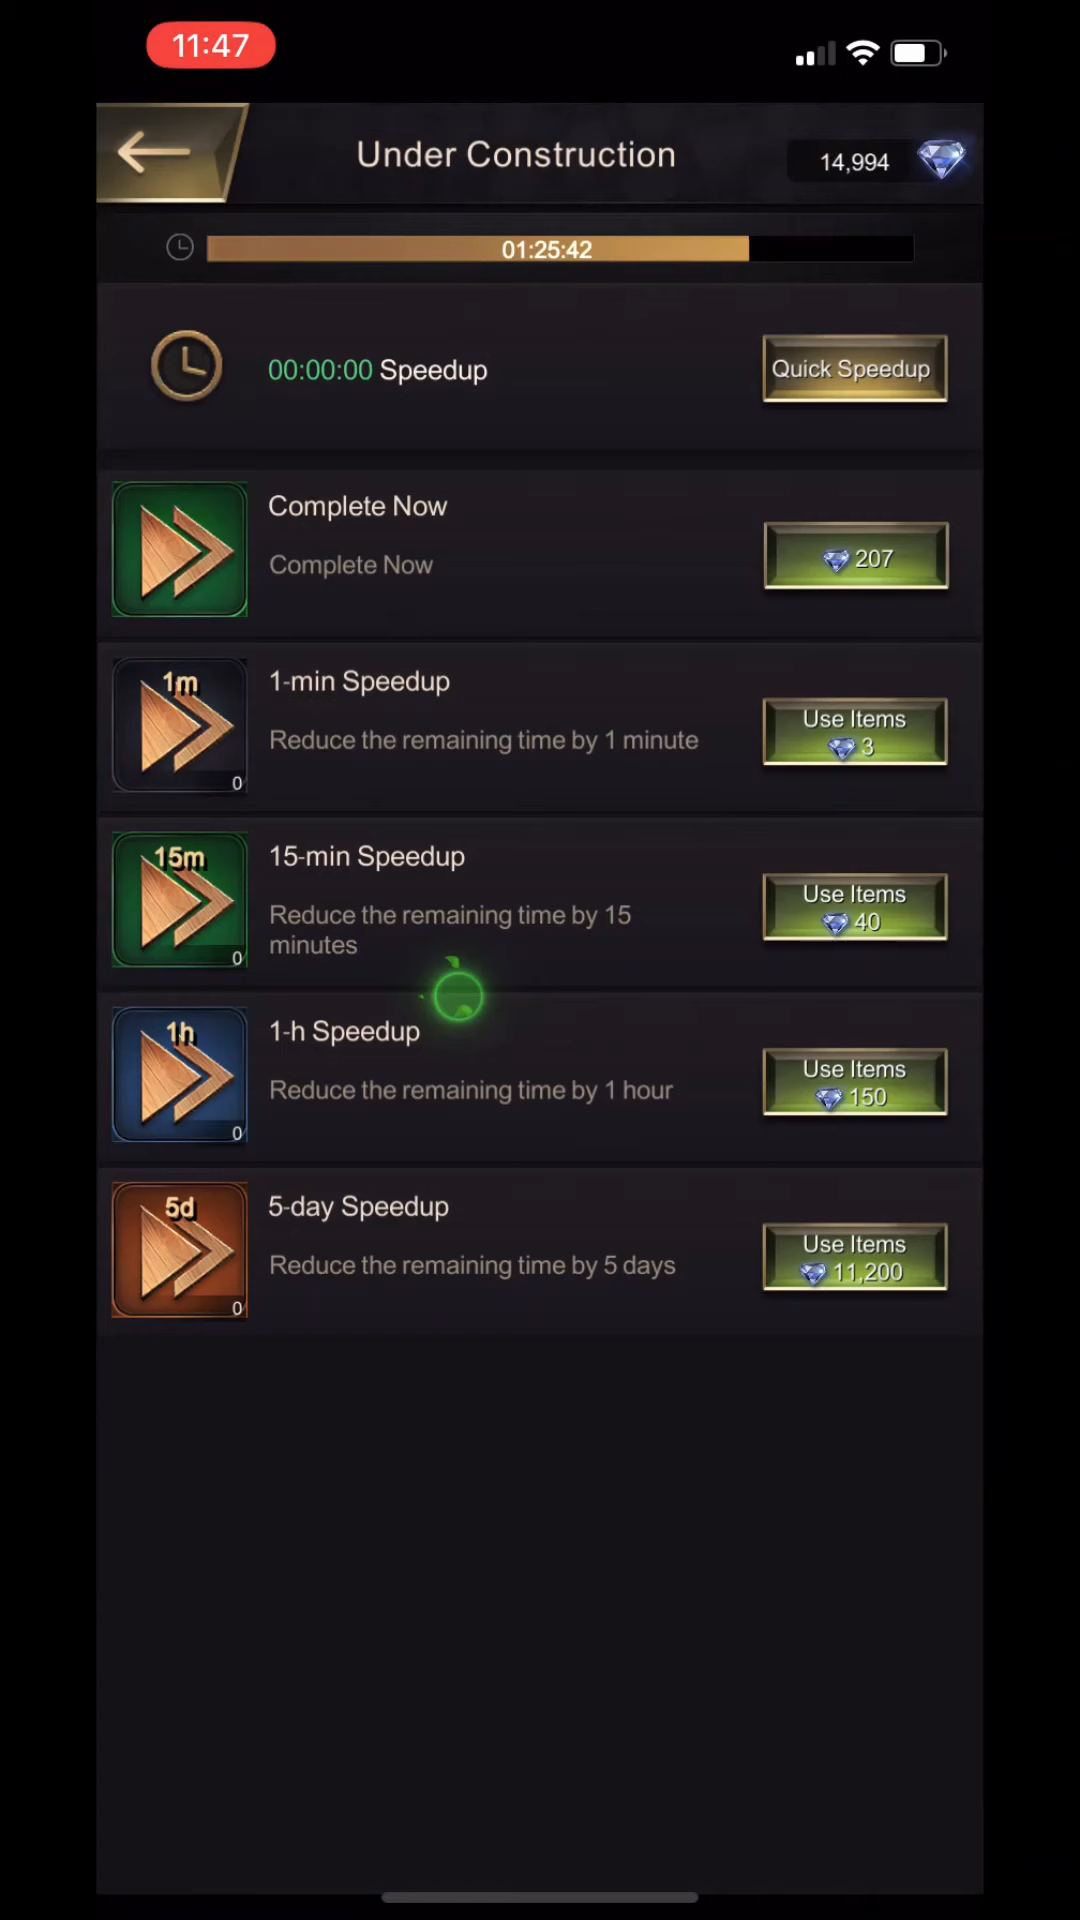 11:47
Under Construction
14,994
01:25:42
00:00:00 Speedup
Quick Speedup
Complete Now
Complete Now
207
1m
0
1-min Speedup
Reduce the remaining time by 1 minute
Use Items
3
15m
0
15-min Speedup
Reduce the remaining time by 15
minutes
Use Items
40
1h
0
1-h Speedup
Reduce the remaining time by 1 hour
Use Items
150
5d
0
5-day Speedup
Reduce the remaining time by 5 days
Use Items
11,200